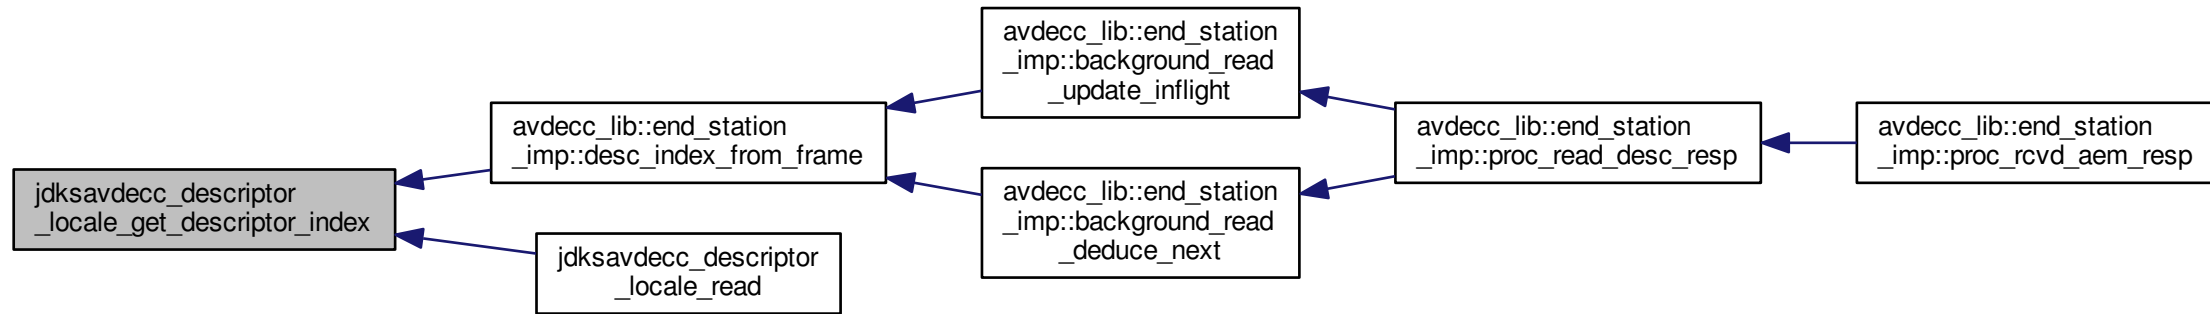 jdksavdecc_descriptor
_locale_get_descriptor_index
avdecc_lib::end_station
_imp::desc_index_from_frame
jdksavdecc_descriptor
_locale_read
avdecc_lib::end_station
_imp::background_read
_update_inflight
avdecc_lib::end_station
_imp::background_read
_deduce_next
avdecc_lib::end_station
_imp::proc_read_desc_resp
avdecc_lib::end_station
_imp::proc_rcvd_aem_resp